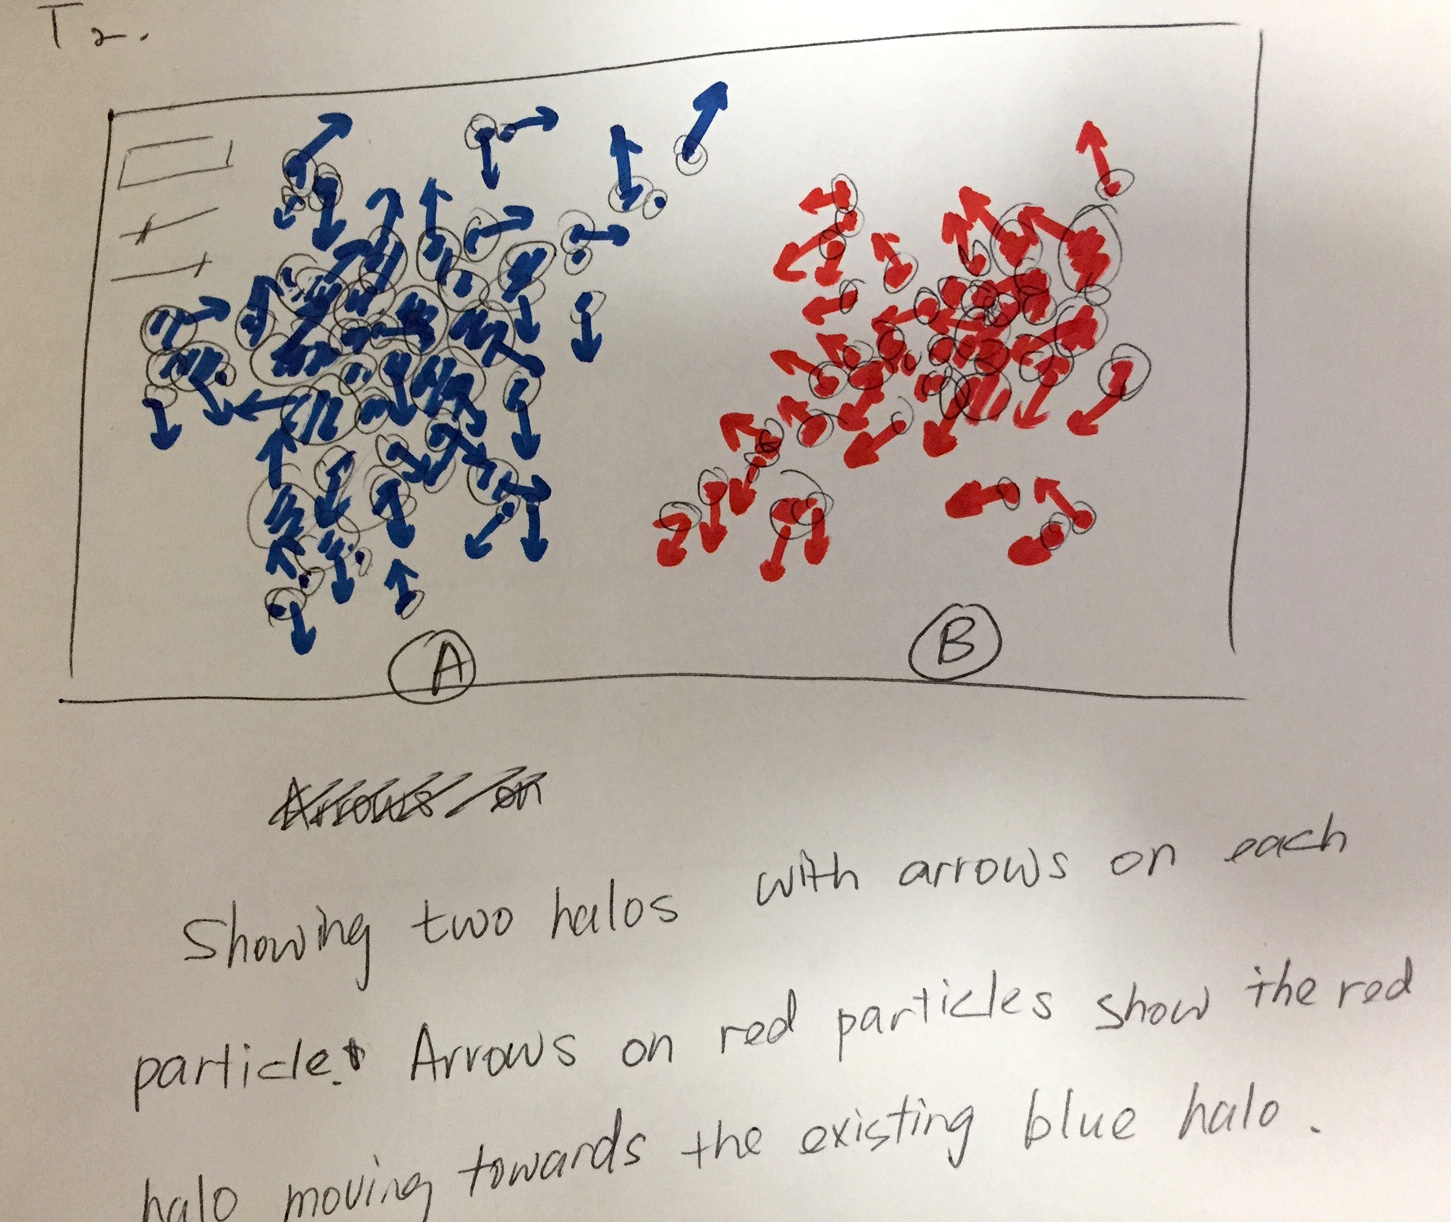 T2.
A
B
Arrows on
Showing two halos with arrows on each
particle. Arrows on red particles show the red
halo moving towards the existing blue halo.